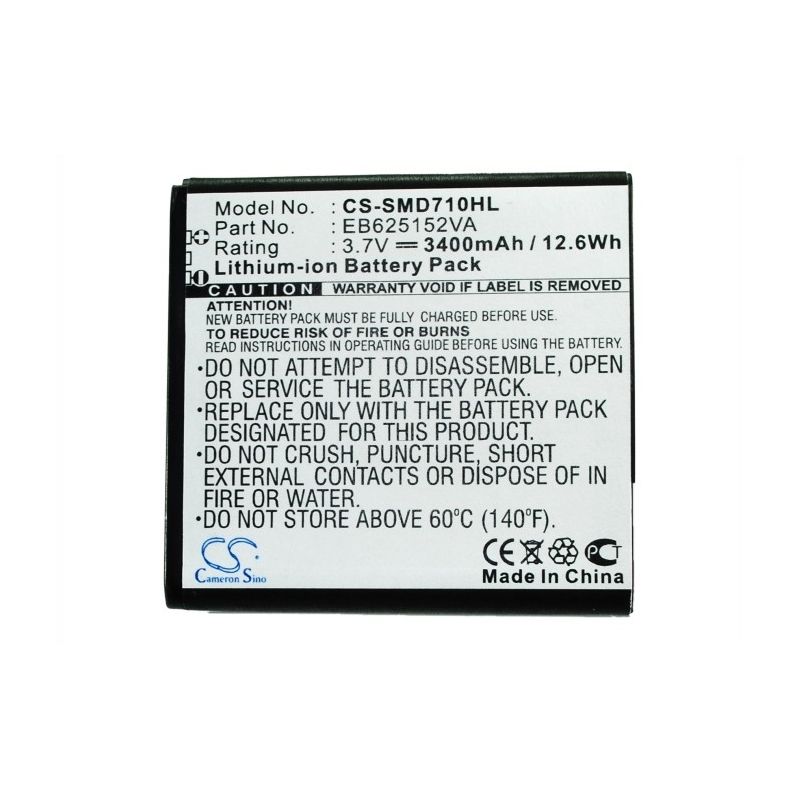 Model No. : CS-SMD710HL
Part No. : EB625152VA
Rating : 3.7V 3400mAh / 12.6Wh
Lithium-ion Battery Pack
CAUTION WARRANTY VOID IF LABEL IS REMOVED
ATTENTION!
NEW BATTERY PACK MUST BE FULLY CHARGED BEFORE USE.
TO REDUCE RISK OF FIRE OR BURNS
READ INSTRUCTIONS IN OPERATING GUIDE BEFORE USING THE BATTERY.
•DO NOT ATTEMPT TO DISASSEMBLE, OPEN
OR SERVICE THE BATTERY PACK.
•REPLACE ONLY WITH THE BATTERY PACK
DESIGNATED FOR THIS PRODUCT.
•DO NOT CRUSH, PUNCTURE, SHORT
EXTERNAL CONTACTS OR DISPOSE OF IN
FIRE OR WATER.
•DO NOT STORE ABOVE 60°C (140°F).
CS
Cameron Sino
CE PCT
Made In China